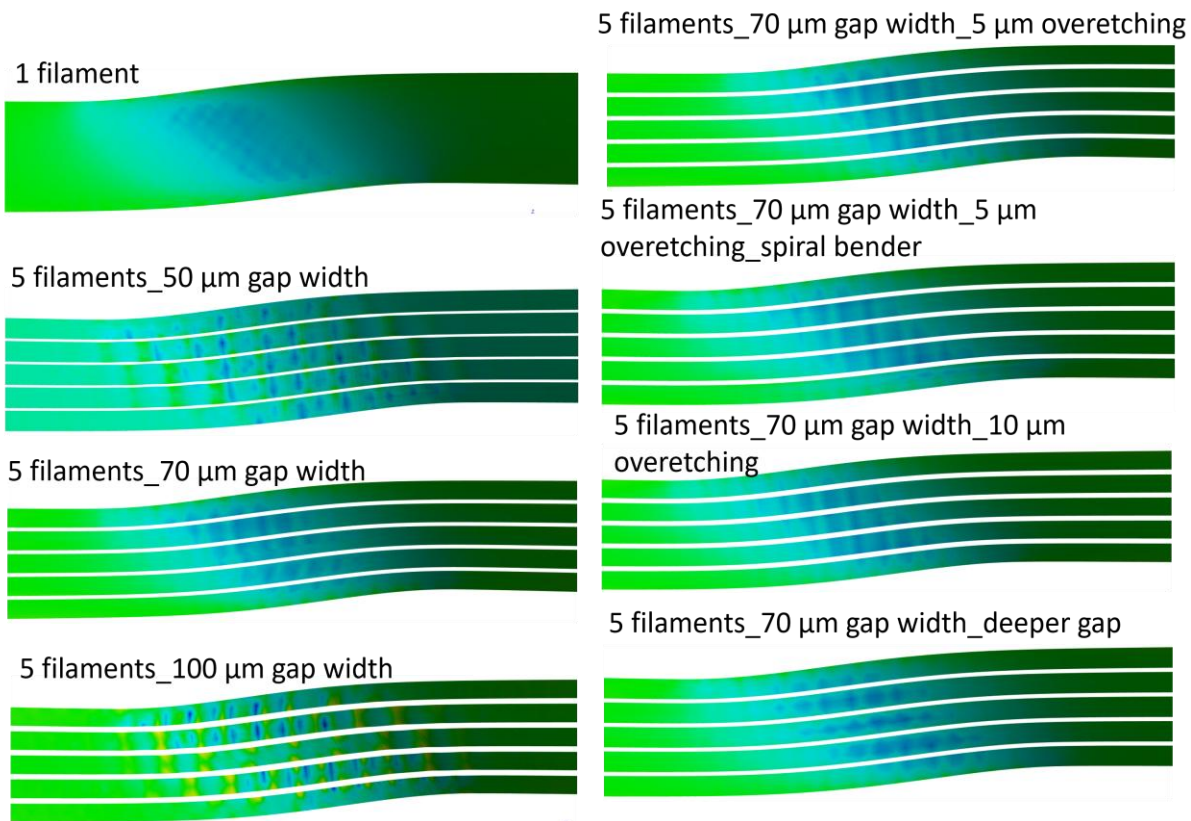 1 filament
5 filaments_50 µm gap width
5 filaments_70 µm gap width
5 filaments_100 µm gap width
5 filaments_70 µm gap width_5 µm overetching
5 filaments_70 µm gap width_5 µm
overetching_spiral bender
5 filaments_70 µm gap width_10 µm
overetching
5 filaments_70 µm gap width_deeper gap